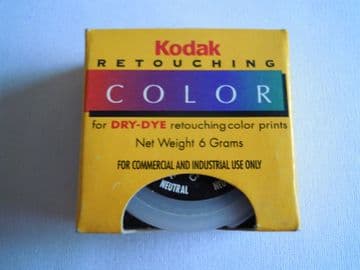 Kodak
RETOUCHING
COLOR
for DRY-DYE retouching color prints
Net Weight 6 Grams
FOR COMMERCIAL AND INDUSTRIAL USE ONLY
NEUTRAL